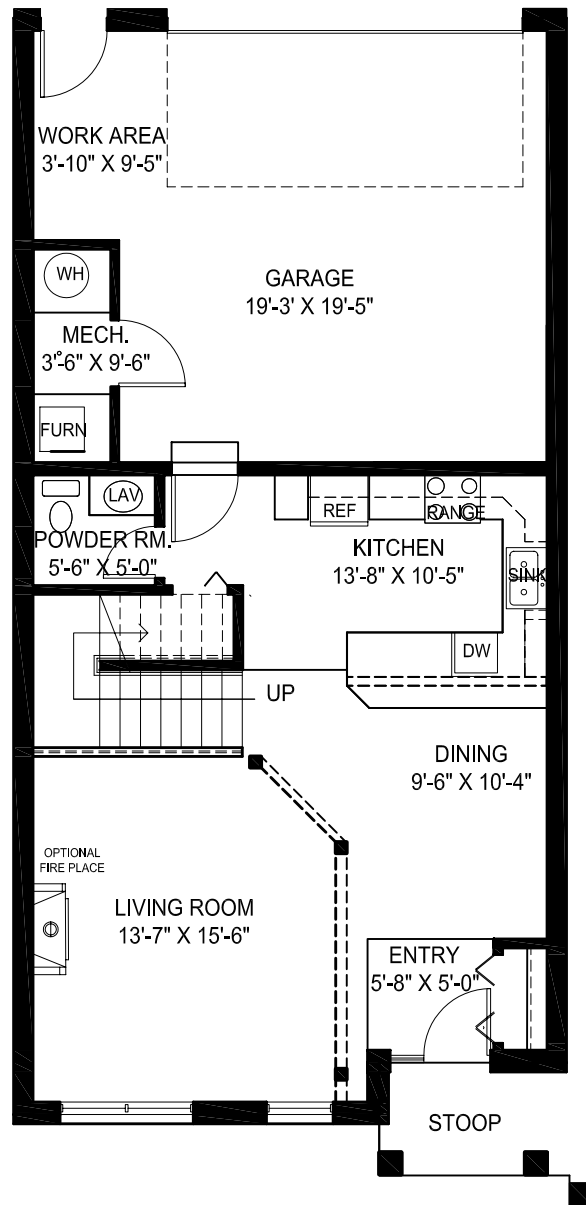 WORK AREA
3'-10" X 9'-5"
WH
GARAGE
19'-3' X 19'-5"
MECH.
3'-6" X 9'-6"
FURN
LAV
REF
RANGE
POWDER RM.
5'-6" X 5'-0"
KITCHEN
13'-8" X 10'-5"
SINK
DW
UP
DINING
9'-6" X 10'-4"
OPTIONAL
FIRE PLACE
LIVING ROOM
13'-7" X 15'-6"
ENTRY
5'-8" X 5'-0"
STOOP